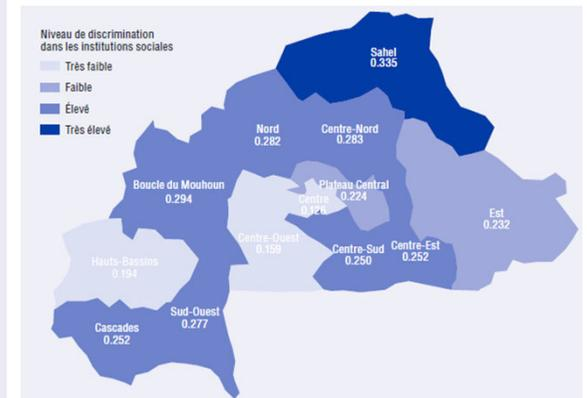 Niveau de discrimination
dans les institutions sociales
Très faible
Faible
Élevé
Très élevé
Sahel
0.335
Nord
0.282
Centre-Nord
0.283
Boucle du Mouhoun
0.294
Plateau Central
0.224
Centre
0.126
Est
0.232
Centre-Ouest
0.159
Centre-Sud
0.250
Centre-Est
0.252
Hauts-Bassins
0.194
Sud-Ouest
0.277
Cascades
0.252